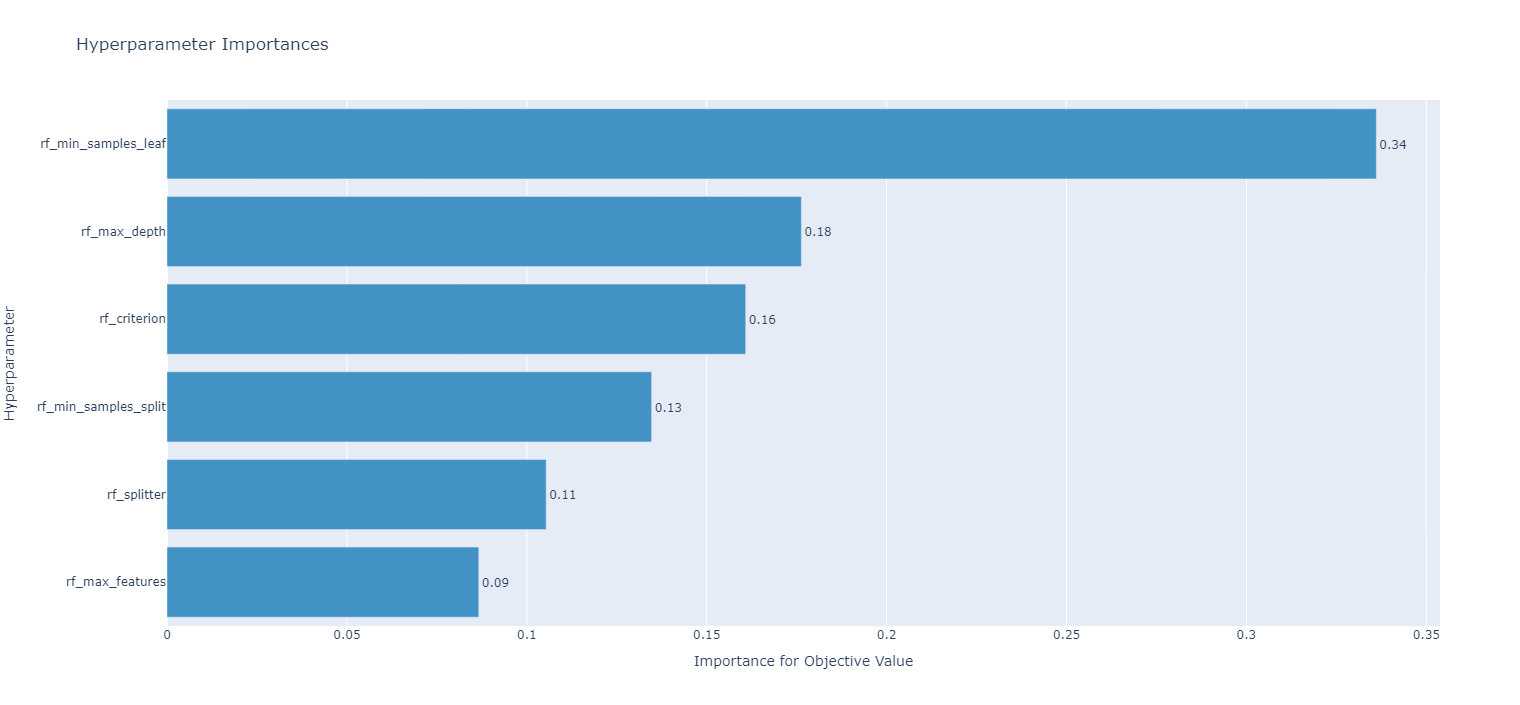 Hyperparameter Importances
rf_min_samples_leaf
0.34
rf_max_depth
0.18
rf_criterion
0.16
rf_min_samples_split
0.13
rf_splitter
0.11
rf_max_features
0.09
Hyperparameter
0 0.05 0.1 0.15 0.2 0.25 0.3 0.35
Importance for Objective Value